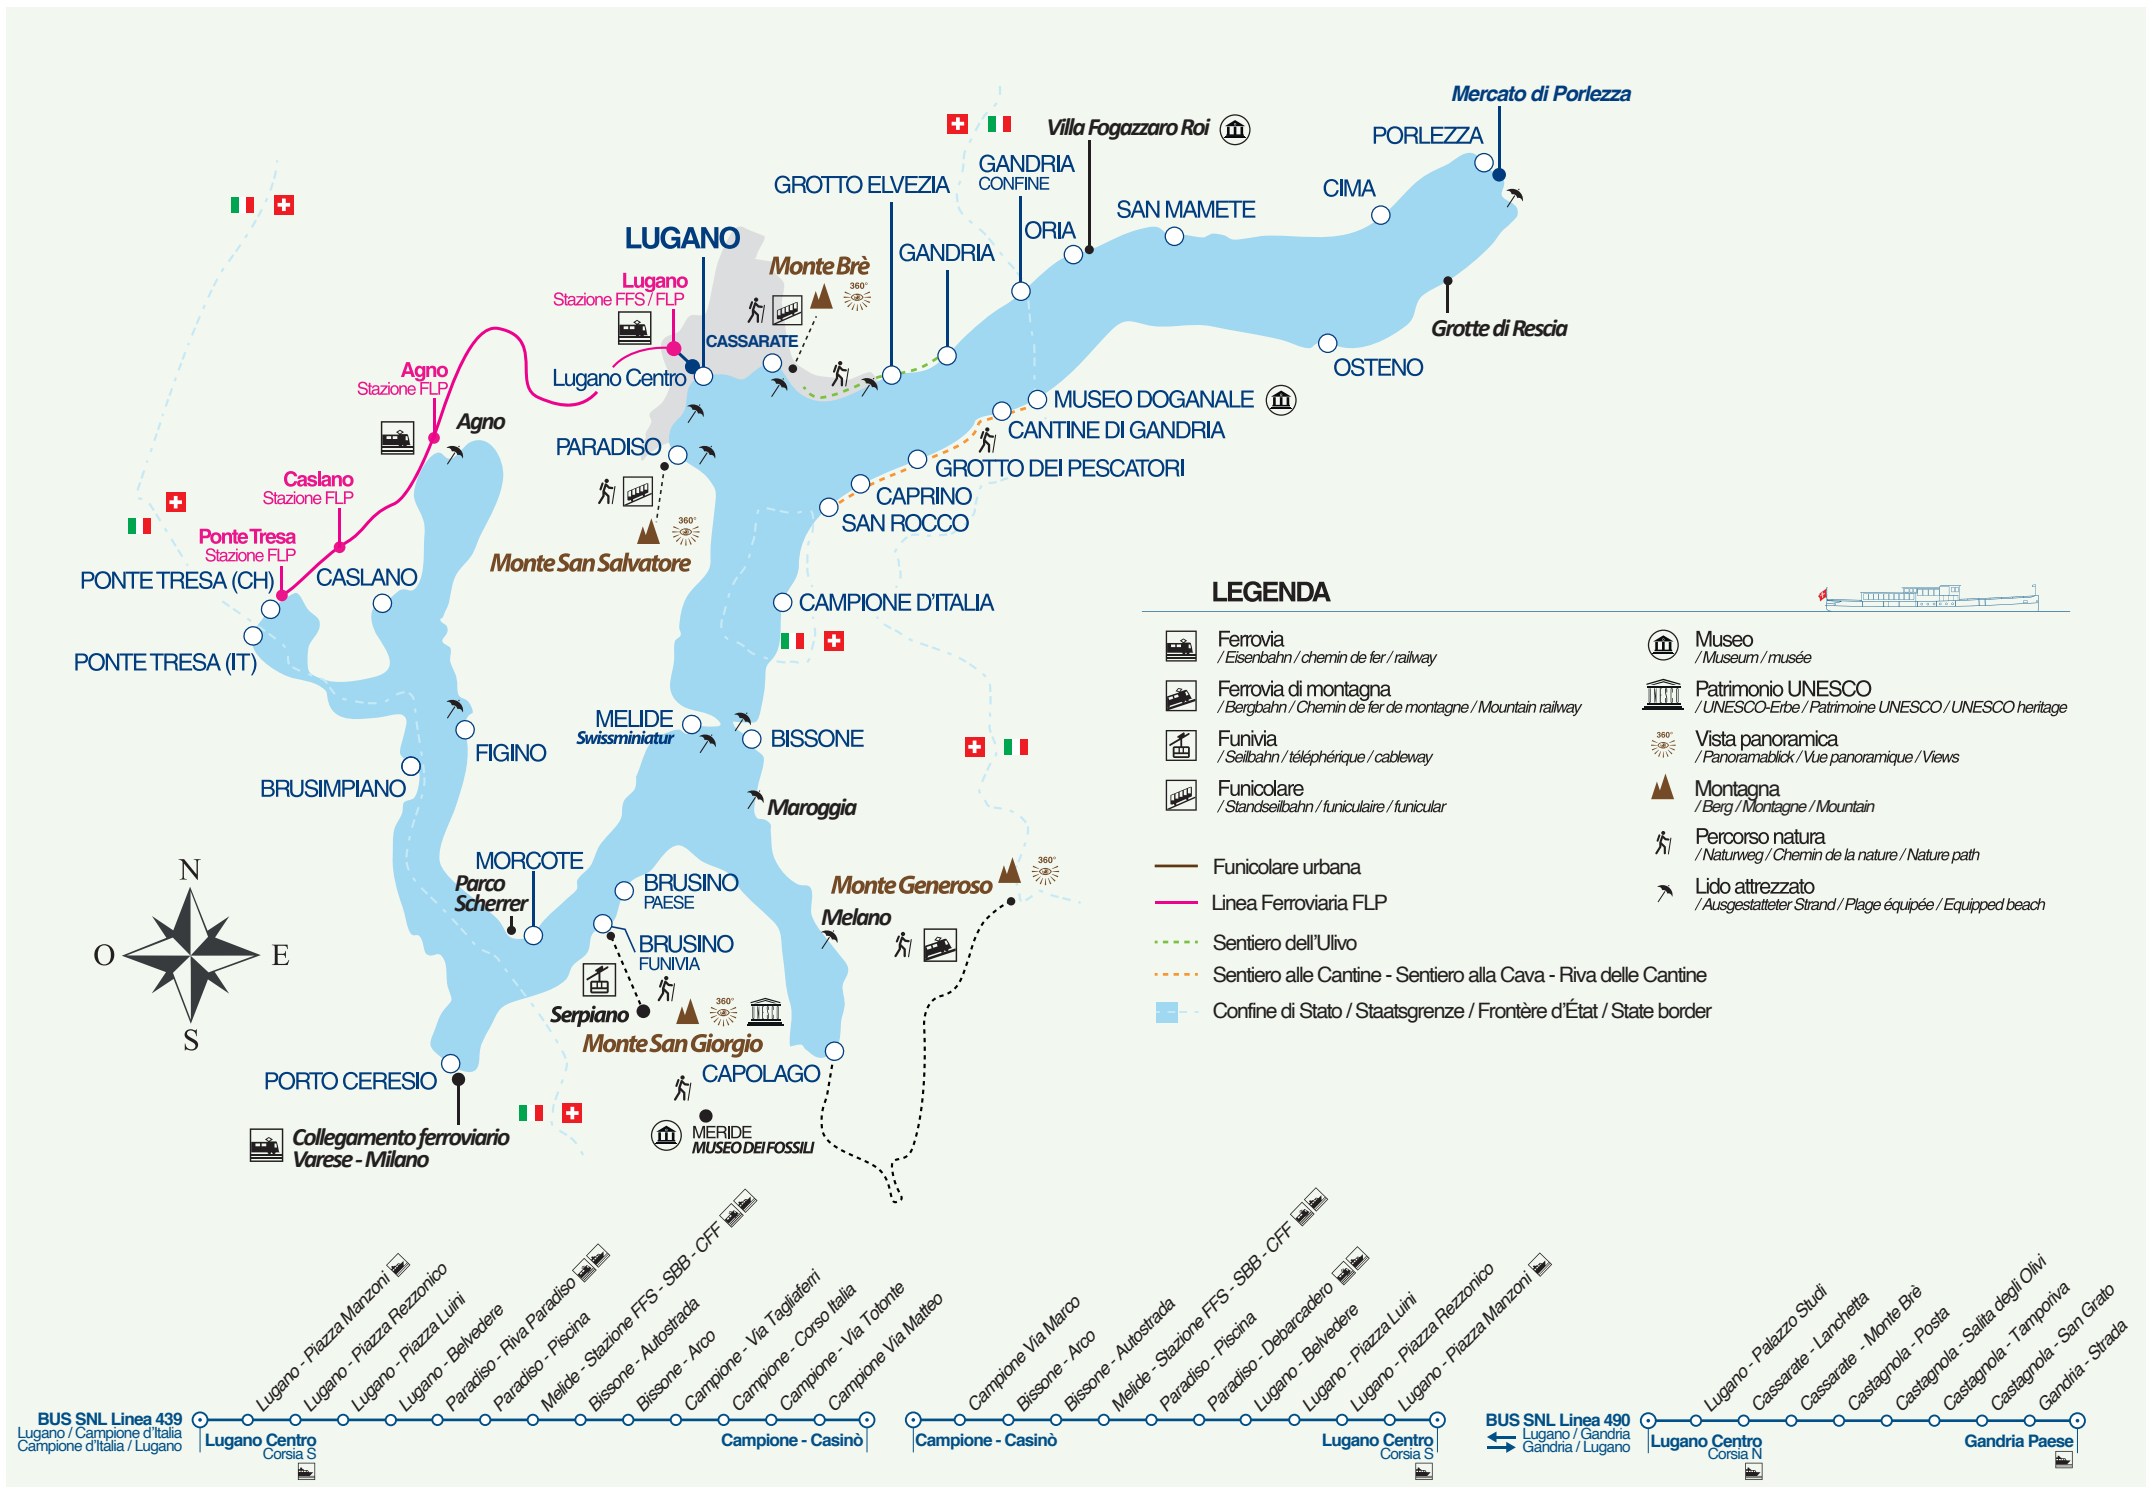 Mercato di Porlezza
PORLEZZA
Villa Fogazzaro Roi
GANDRIA
CONFINE
CIMA
GROTTO ELVEZIA
SAN MAMETE
ORIA
LUGANO
GANDRIA
Monte Brè
360°
Lugano
Stazione FFS / FLP
CASSARATE
Grotte di Rescia
OSTENO
Lugano Centro
Agno
Stazione FLP
Agno
MUSEO DOGANALE
CANTINE DI GANDRIA
PARADISO
GROTTO DEI PESCATORI
CAPRINO
SAN ROCCO
Caslano
Stazione FLP
360°
Monte San Salvatore
Ponte Tresa
Stazione FLP
PONTE TRESA (CH)
CASLANO
CAMPIONE D'ITALIA
PONTE TRESA (IT)
MELIDE
Swissminiatur
BISSONE
FIGINO
BRUSIMPIANO
Maroggia
MORCOTE
Parco
Scherrer
BRUSINO
PAESE
Monte Generoso
360°
Melano
BRUSINO
FUNIVIA
Serpiano
360°
Monte San Giorgio
CAPOLAGO
PORTO CERESIO
MERIDE
MUSEO DEI FOSSILI
Collegamento ferroviario
Varese - Milano
N
O
E
S
LEGENDA
Ferrovia
/ Eisenbahn / chemin de fer / railway
Ferrovia di montagna
/ Bergbahn / Chemin de fer de montagne / Mountain railway
Funivia
/ Seilbahn / téléphérique / cableway
Funicolare
/ Standseilbahn / funiculaire / funicular
Museo
/ Museum / musée
Patrimonio UNESCO
/ UNESCO-Erbe / Patrimoine UNESCO / UNESCO heritage
360°
Vista panoramica
/ Panoramablick / Vue panoramique / Views
Montagna
/ Berg / Montagne / Mountain
Percorso natura
/ Naturweg / Chemin de la nature / Nature path
Lido attrezzato
/ Ausgestatteter Strand / Plage équipée / Equipped beach
Funicolare urbana
Linea Ferroviaria FLP
Sentiero dell'Ulivo
Sentiero alle Cantine - Sentiero alla Cava - Riva delle Cantine
Confine di Stato / Staatsgrenze / Frontère d'État / State border
BUS SNL Linea 439
Lugano / Campione d'Italia
Campione d'Italia / Lugano
Lugano Centro
Corsia S
Lugano - Piazza Manzoni
Lugano - Piazza Rezzonico
Lugano - Piazza Luini
Lugano - Belvedere
Paradiso - Riva Paradiso
Paradiso - Piscina
Melide - Stazione FFS - SBB - CFF
Bissone - Autostrada
Bissone - Arco
Campione - Via Tagliaferri
Campione - Corso Italia
Campione - Via Totonte
Campione Via Matteo
Campione - Casinò
Campione - Casinò
Campione Via Marco
Bissone - Arco
Bissone - Autostrada
Melide - Stazione FFS - SBB - CFF
Paradiso - Piscina
Paradiso - Debarcadero
Lugano - Belvedere
Lugano - Piazza Luini
Lugano - Piazza Rezzonico
Lugano - Piazza Manzoni
Lugano Centro
Corsia S
BUS SNL Linea 490
Lugano / Gandria
Gandria / Lugano
Lugano Centro
Corsia N
Lugano - Palazzo Studi
Cassarate - Lanchetta
Cassarate - Monte Brè
Castagnola - Posta
Castagnola - Salita degli Olivi
Castagnola - Tamporiva
Castagnola - San Grato
Gandria - Strada
Gandria Paese